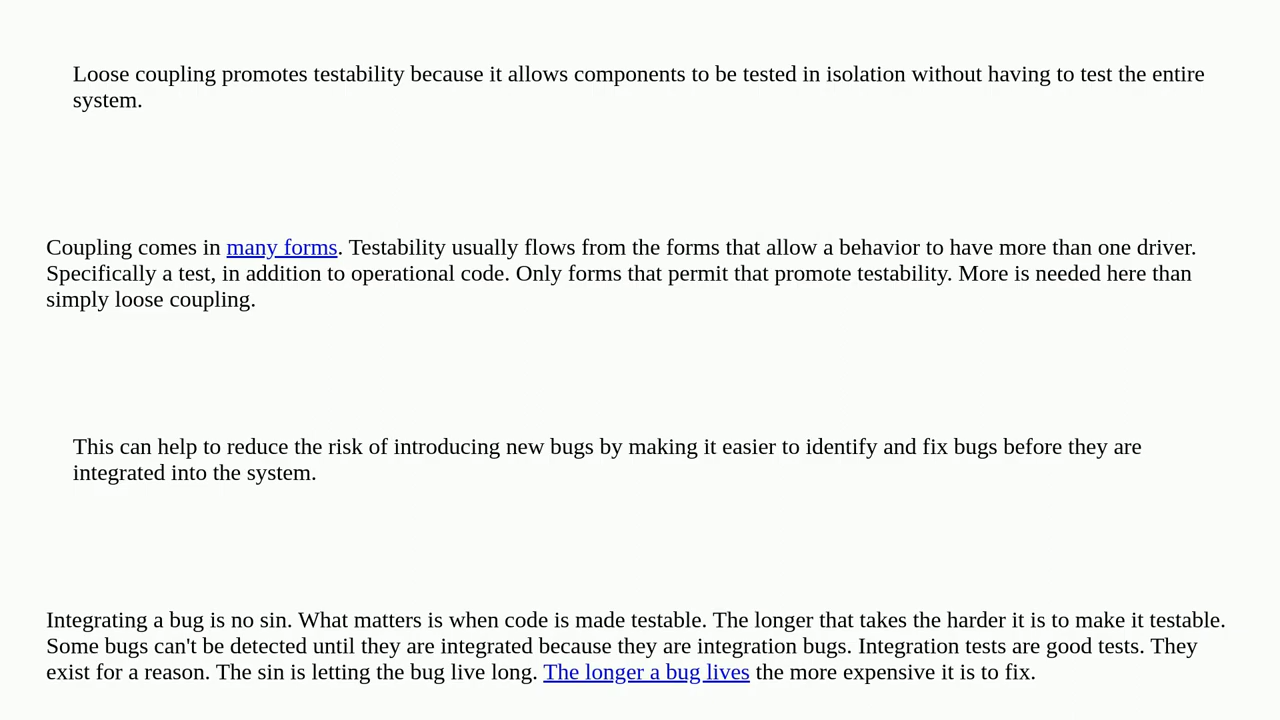 Loose coupling promotes testability because it allows components to be tested in isolation without having to test the entire
system.
Coupling comes in many forms. Testability usually flows from the forms that allow a behavior to have more than one driver.
Specifically a test, in addition to operational code. Only forms that permit that promote testability. More is needed here than
simply loose coupling.
This can help to reduce the risk of introducing new bugs by making it easier to identify and fix bugs before they are
integrated into the system.
Integrating a bug is no sin. What matters is when code is made testable. The longer that takes the harder it is to make it testable.
Some bugs can't be detected until they are integrated because they are integration bugs. Integration tests are good tests. They
exist for a reason. The sin is letting the bug live long. The longer a bug lives the more expensive it is to fix.